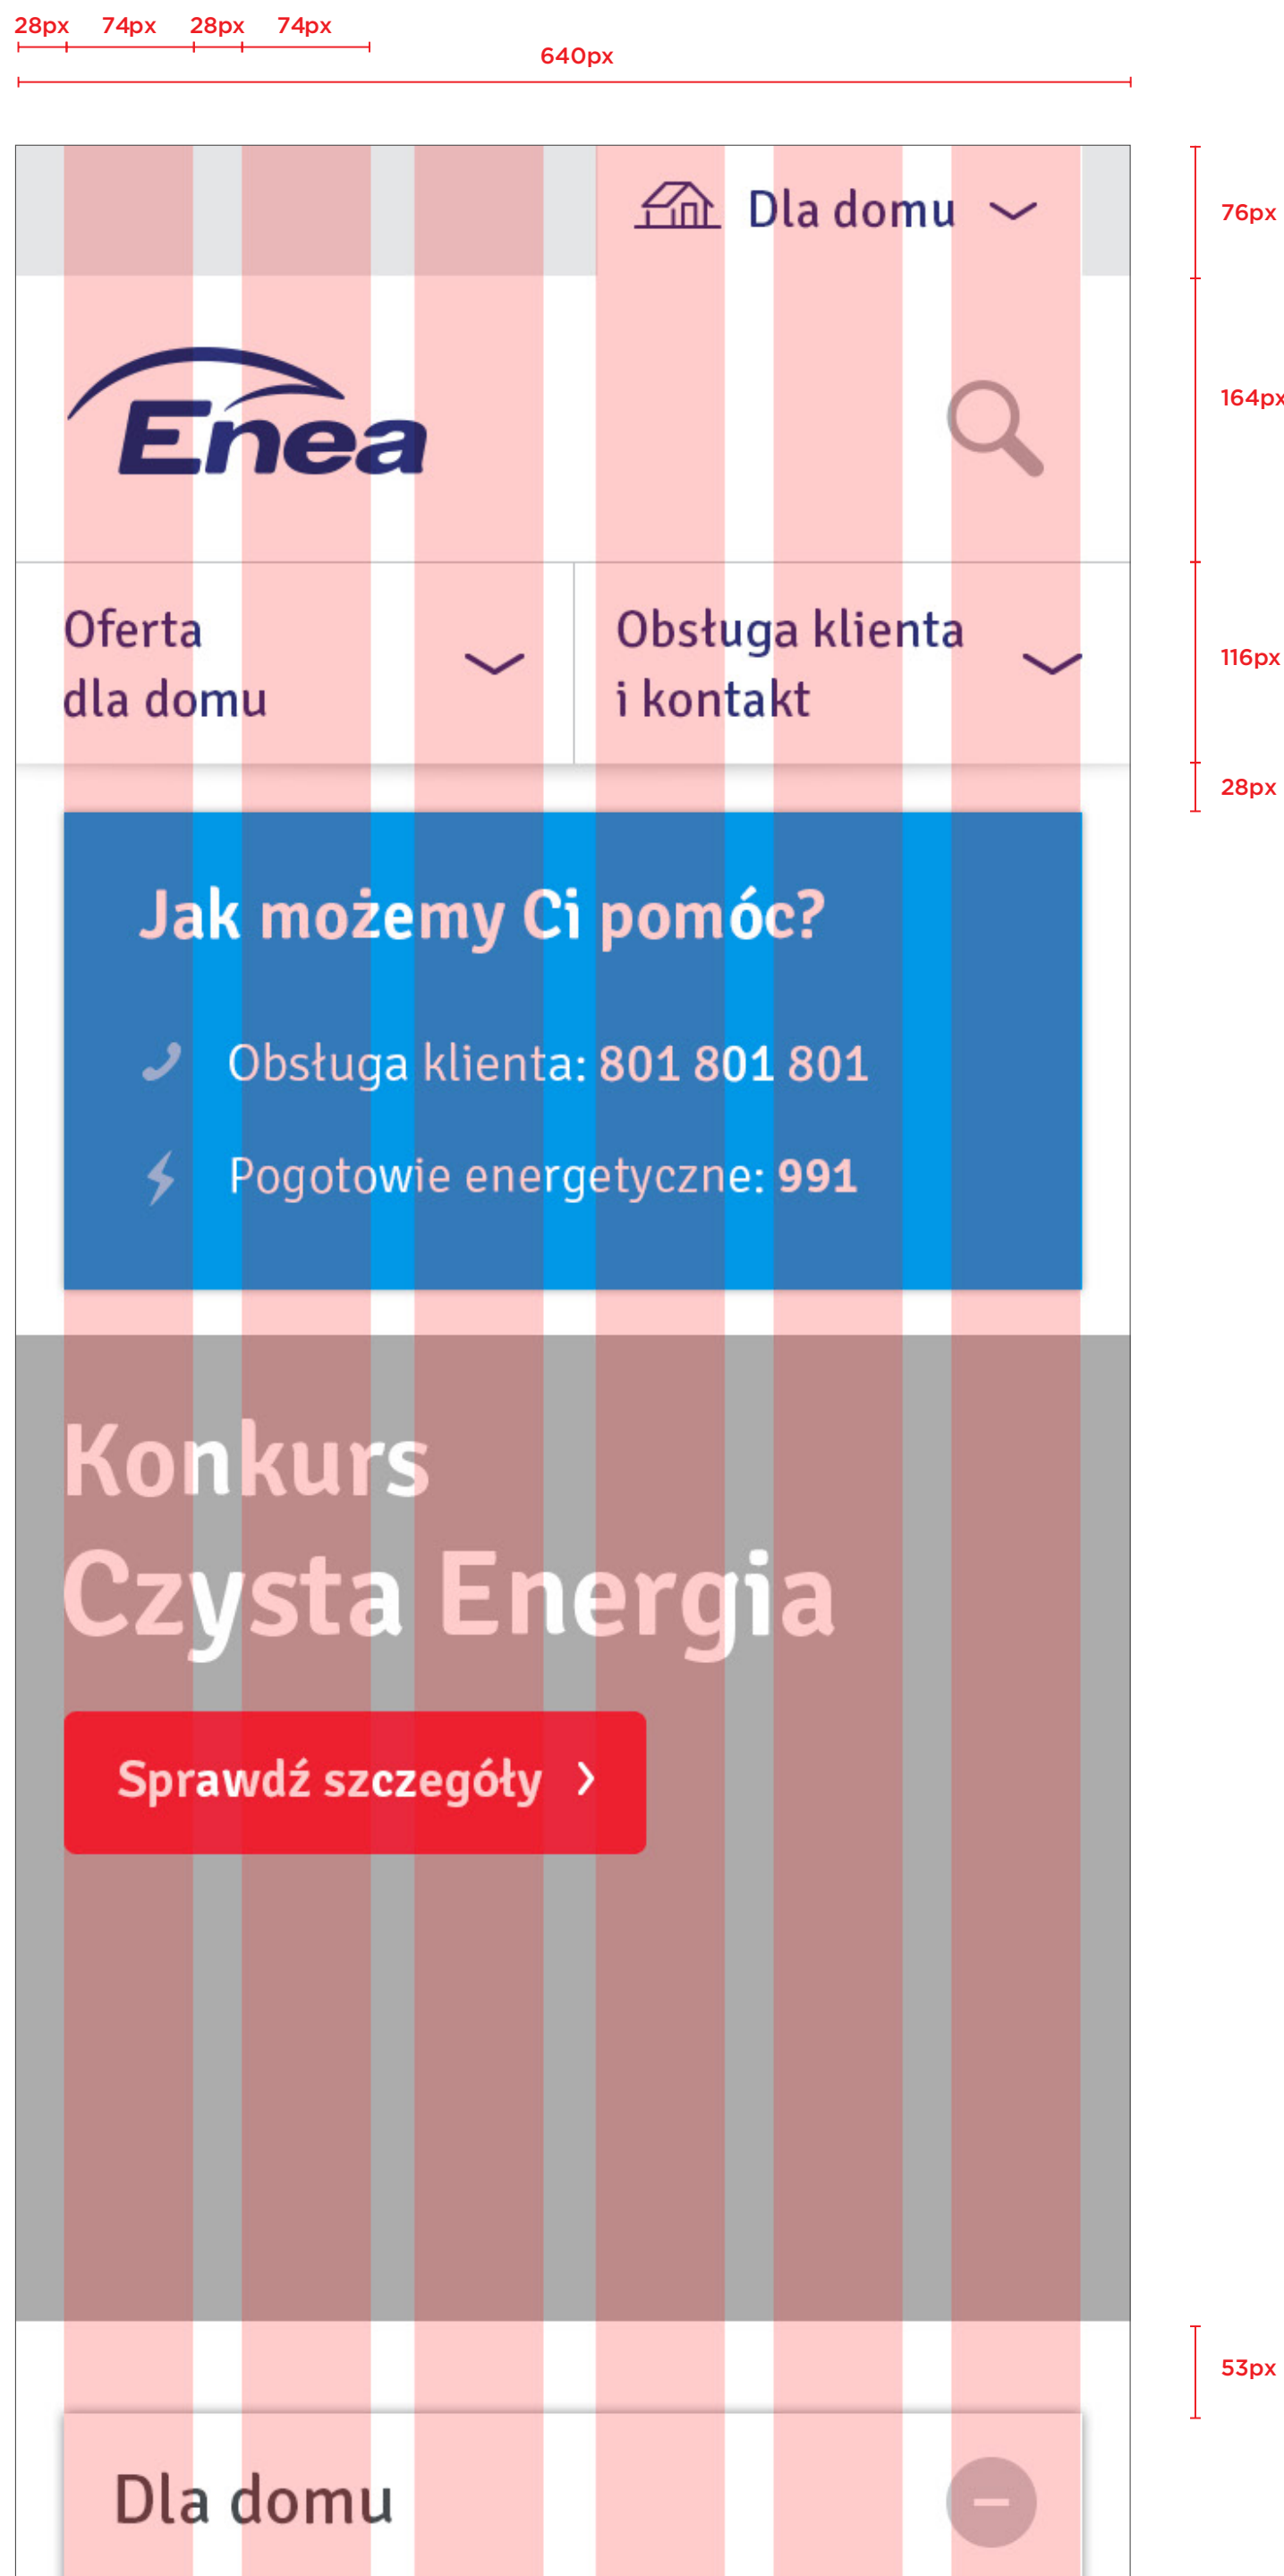 28px 74px 28px 74px
640px
Dla domu
76px
Enea
164px
Oferta
dla domu
Obsługa klienta
i kontakt
116px
28px
Jak możemy Ci pomóc?
Obsługa klienta: 801 801 801
Pogotowie energetyczne: 991
Konkurs
Czysta Energia
Sprawdź szczegóły
53px
Dla domu